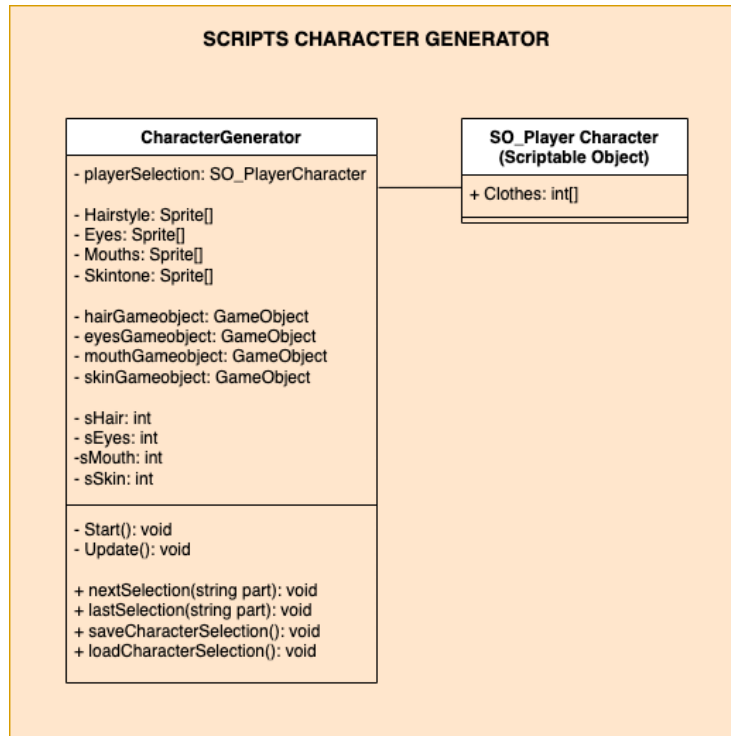 SCRIPTS CHARACTER GENERATOR
CharacterGenerator
- playerSelection: SO_PlayerCharacter
- Hairstyle: Sprite[]
- Eyes: Sprite[]
- Mouths: Sprite[]
- Skintone: Sprite[]
- hairGameobject: GameObject
- eyesGameobject: GameObject
- mouthGameobject: GameObject
- skinGameobject: GameObject
- sHair: int
- sEyes: int
-sMouth: int
- sSkin: int
- Start(): void
- Update(): void
+ nextSelection(string part): void
+ lastSelection(string part): void
+ saveCharacterSelection(): void
+ loadCharacterSelection(): void
SO_Player Character
(Scriptable Object)
+ Clothes: int[]